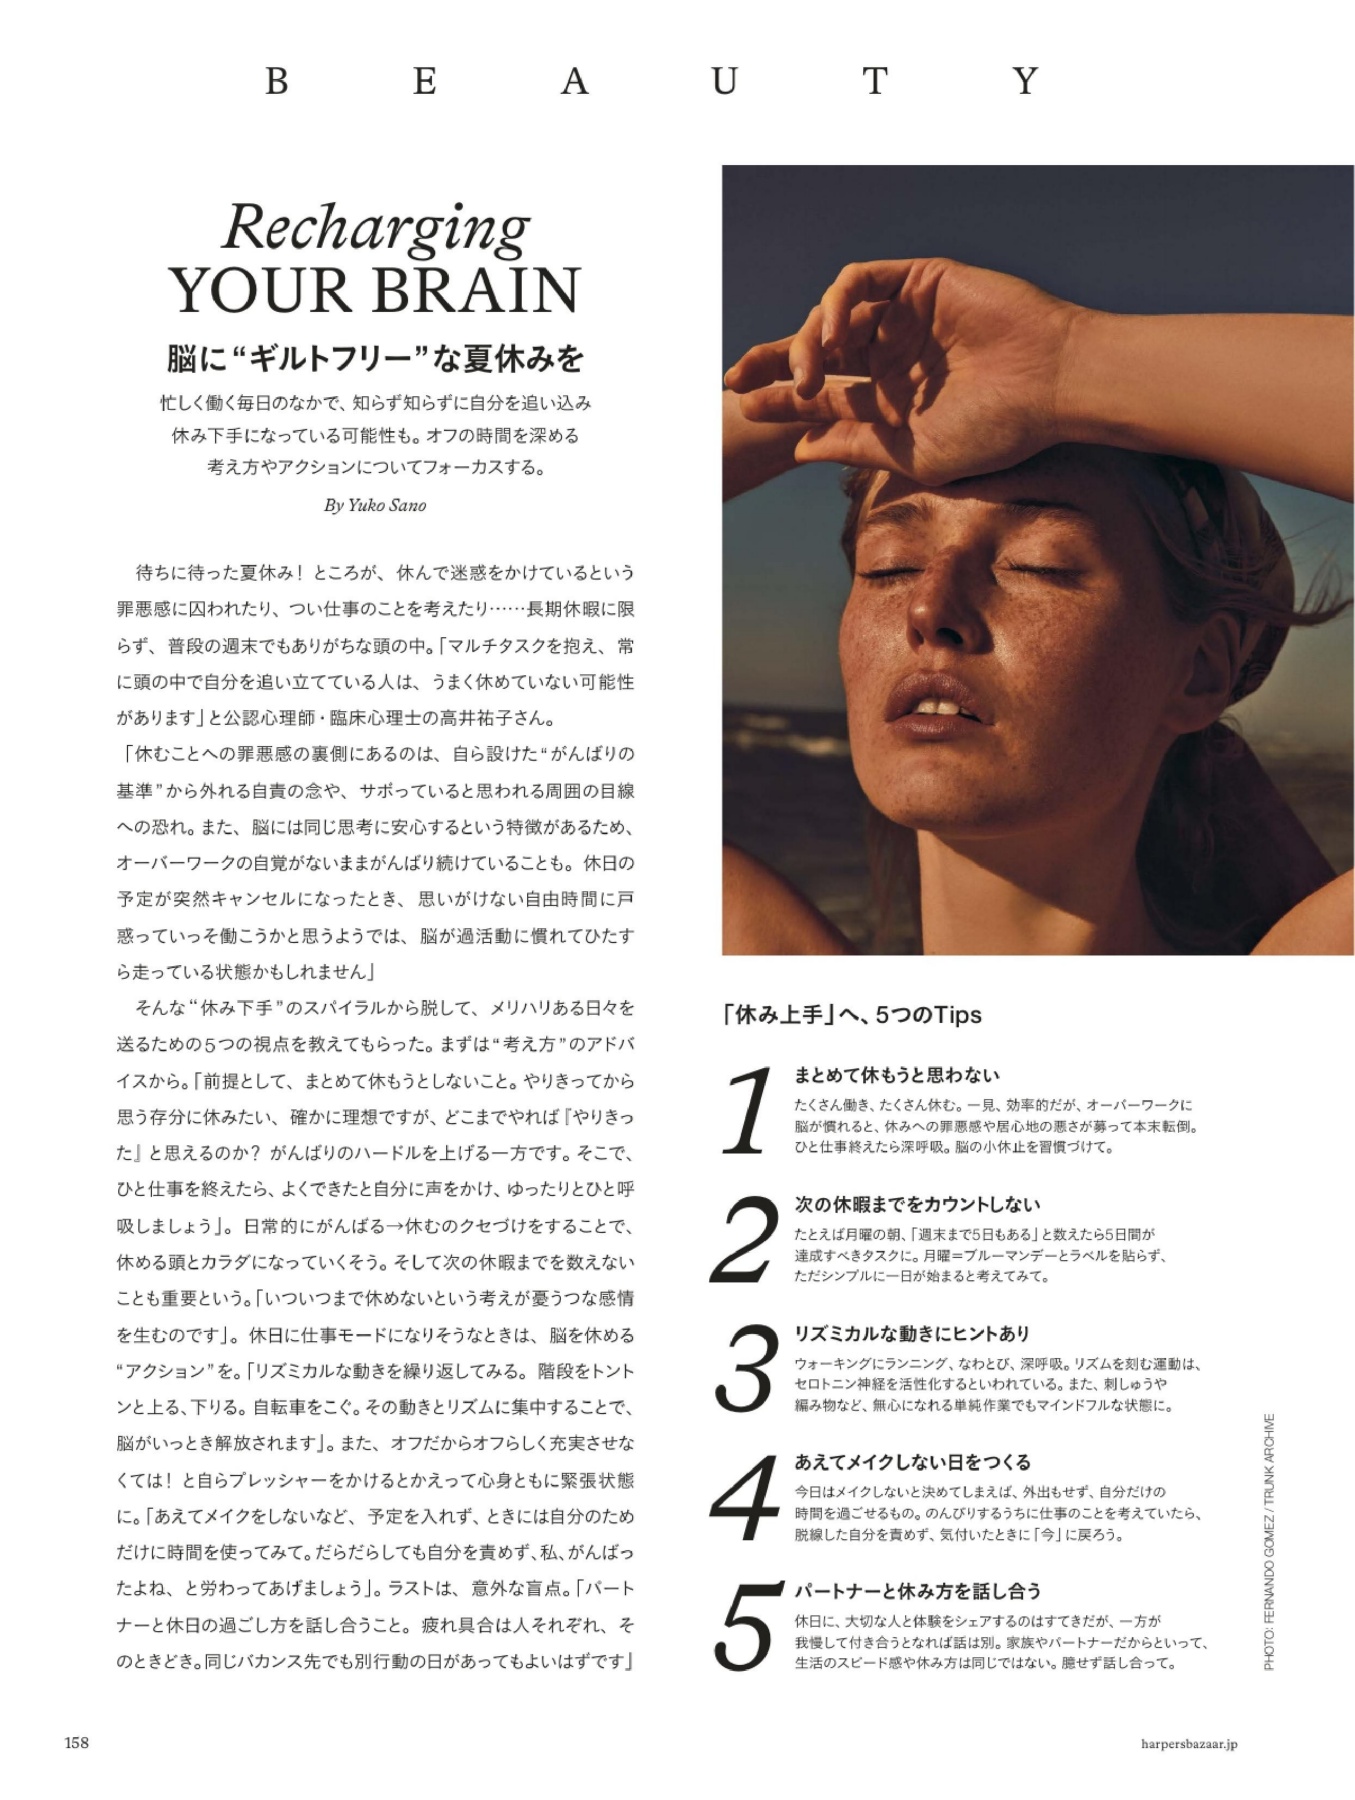 B E A U T Y
Recharging
YOUR BRAIN
脳に“ギルトフリー”な夏休みを
忙しく働く毎日のなかで、知らず知らずに自分を追い込み
休み下手になっている可能性も。オフの時間を深める
考え方やアクションについてフォーカスする。
By Yuko Sano
待ちに待った夏休み！ ところが、休んで迷惑をかけているという
罪悪感に囚われたり、つい仕事のことを考えたり……長期休暇に限
らず、普段の週末でもありがちな頭の中。「マルチタスクを抱え、常
に頭の中で自分を追い立てている人は、うまく休めていない可能性
があります」と公認心理師・臨床心理士の高井祐子さん。
「休むことへの罪悪感の裏側にあるのは、自ら設けた“がんばりの
基準”から外れる自責の念や、サボっていると思われる周囲の目線
への恐れ。また、脳には同じ思考に安心するという特徴があるため、
オーバーワークの自覚がないままがんばり続けていることも。休日の
予定が突然キャンセルになったとき、思いがけない自由時間に戸
惑っていっそ働こうかと思うようでは、脳が過活動に慣れてひたす
ら走っている状態かもしれません」
そんな“休み下手”のスパイラルから脱して、メリハリある日々を
送るための5つの視点を教えてもらった。まずは“考え方”のアドバ
イスから。「前提として、まとめて休もうとしないこと。やりきってから
思う存分に休みたい、確かに理想ですが、どこまでやれば『やりきっ
た』と思えるのか？ がんばりのハードルを上げる一方です。そこで、
ひと仕事を終えたら、よくできたと自分に声をかけ、ゆったりとひと呼
吸しましょう」。日常的にがんばる→休むのクセづけをすることで、
休める頭とカラダになっていくそう。そして次の休暇までを数えない
ことも重要という。「いついつまで休めないという考えが憂うつな感情
を生むのです」。休日に仕事モードになりそうなときは、脳を休める
“アクション”を。「リズミカルな動きを繰り返してみる。階段をトント
ンと上る、下りる。自転車をこぐ。その動きとリズムに集中することで、
脳がいっとき解放されます」。また、オフだからオフらしく充実させな
くては！ と自らプレッシャーをかけるとかえって心身ともに緊張状態
に。「あえてメイクをしないなど、予定を入れず、ときには自分のため
だけに時間を使ってみて。だらだらしても自分を責めず、私、がんばっ
たよね、と労わってあげましょう」。ラストは、意外な盲点。「パート
ナーと休日の過ごし方を話し合うこと。疲れ具合は人それぞれ、そ
のときどき。同じバカンス先でも別行動の日があってもよいはずです」
「休み上手」へ、5つのTips
1 まとめて休もうと思わない
たくさん働き、たくさん休む。一見、効率的だが、オーバーワークに
脳が慣れると、休みへの罪悪感や居心地の悪さが募って本末転倒。
ひと仕事終えたら深呼吸。脳の小休止を習慣づけて。
2 次の休暇までをカウントしない
たとえば月曜の朝、「週末まで5日もある」と数えたら5日間が
達成すべきタスクに。月曜＝ブルーマンデーとラベルを貼らず、
ただシンプルに一日が始まると考えてみて。
3 リズミカルな動きにヒントあり
ウォーキングにランニング、なわとび、深呼吸。リズムを刻む運動は、
セロトニン神経を活性化するといわれている。また、刺しゅうや
編み物など、無心になれる単純作業でもマインドフルな状態に。
4 あえてメイクしない日をつくる
今日はメイクしないと決めてしまえば、外出もせず、自分だけの
時間を過ごせるもの。のんびりするうちに仕事のことを考えていたら、
脱線した自分を責めず、気付いたときに「今」に戻ろう。
5 パートナーと休み方を話し合う
休日に、大切な人と体験をシェアするのはすてきだが、一方が
我慢して付き合うとなれば話は別。家族やパートナーだからといって、
生活のスピード感や休み方は同じではない。臆せず話し合って。
PHOTO: FERNANDO GOMEZ / TRUNK ARCHIVE
158
harpersbazaar.jp